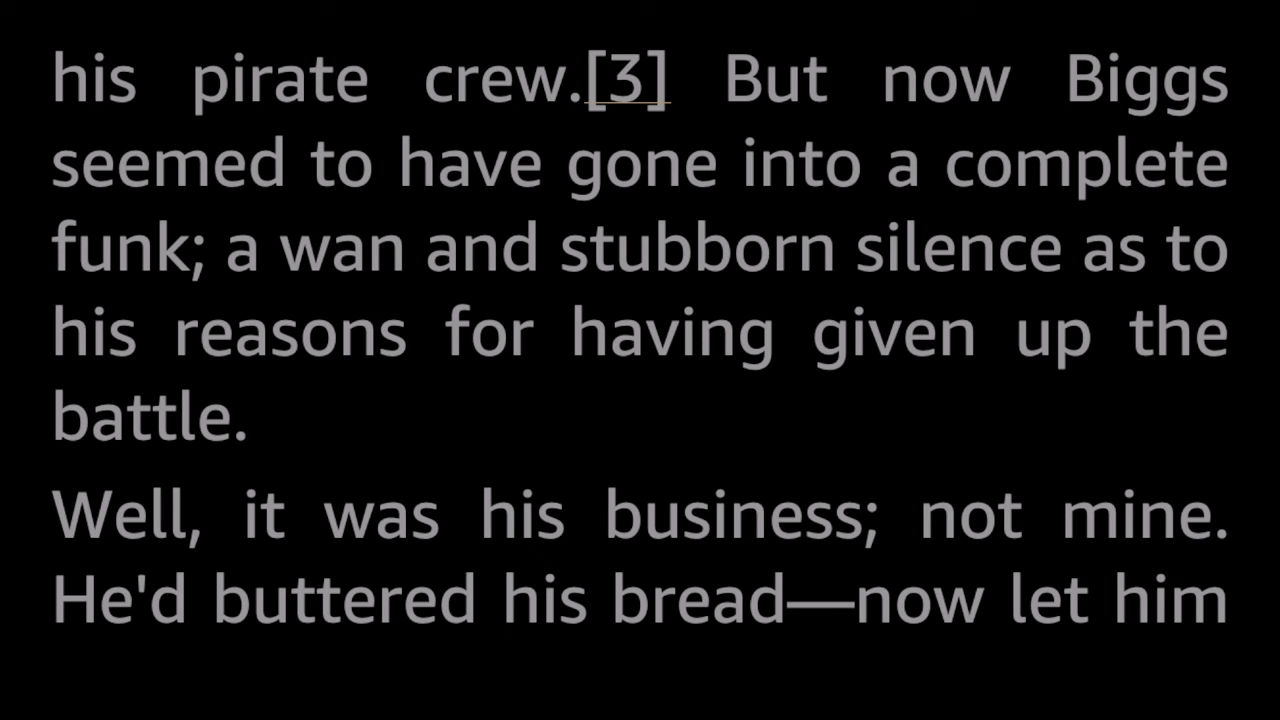 his pirate crew.[3] But now Biggs
seemed to have gone into a complete
funk; a wan and stubborn silence as to
his reasons for having given up the
battle.
Well, it was his business; not mine.
He'd buttered his bread—now let him